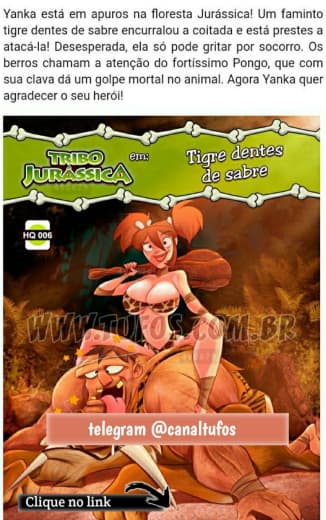 Yanka está em apuros na floresta Jurássica! Um faminto
tigre dentes de sabre encurralou a coitada e está prestes a
atacá-la! Desesperada, ela só pode gritar por socorro. Os
berros chamam a atenção do fortíssimo Pongo, que com
sua clava dá um golpe mortal no animal. Agora Yanka quer
agradecer o seu herói!
TRIBO
JURÁSSICA
em:
Tigre dentes
de sabre
HQ 006
WWW.TUFOS.COM.BR
telegram @canaltufos
Clique no link